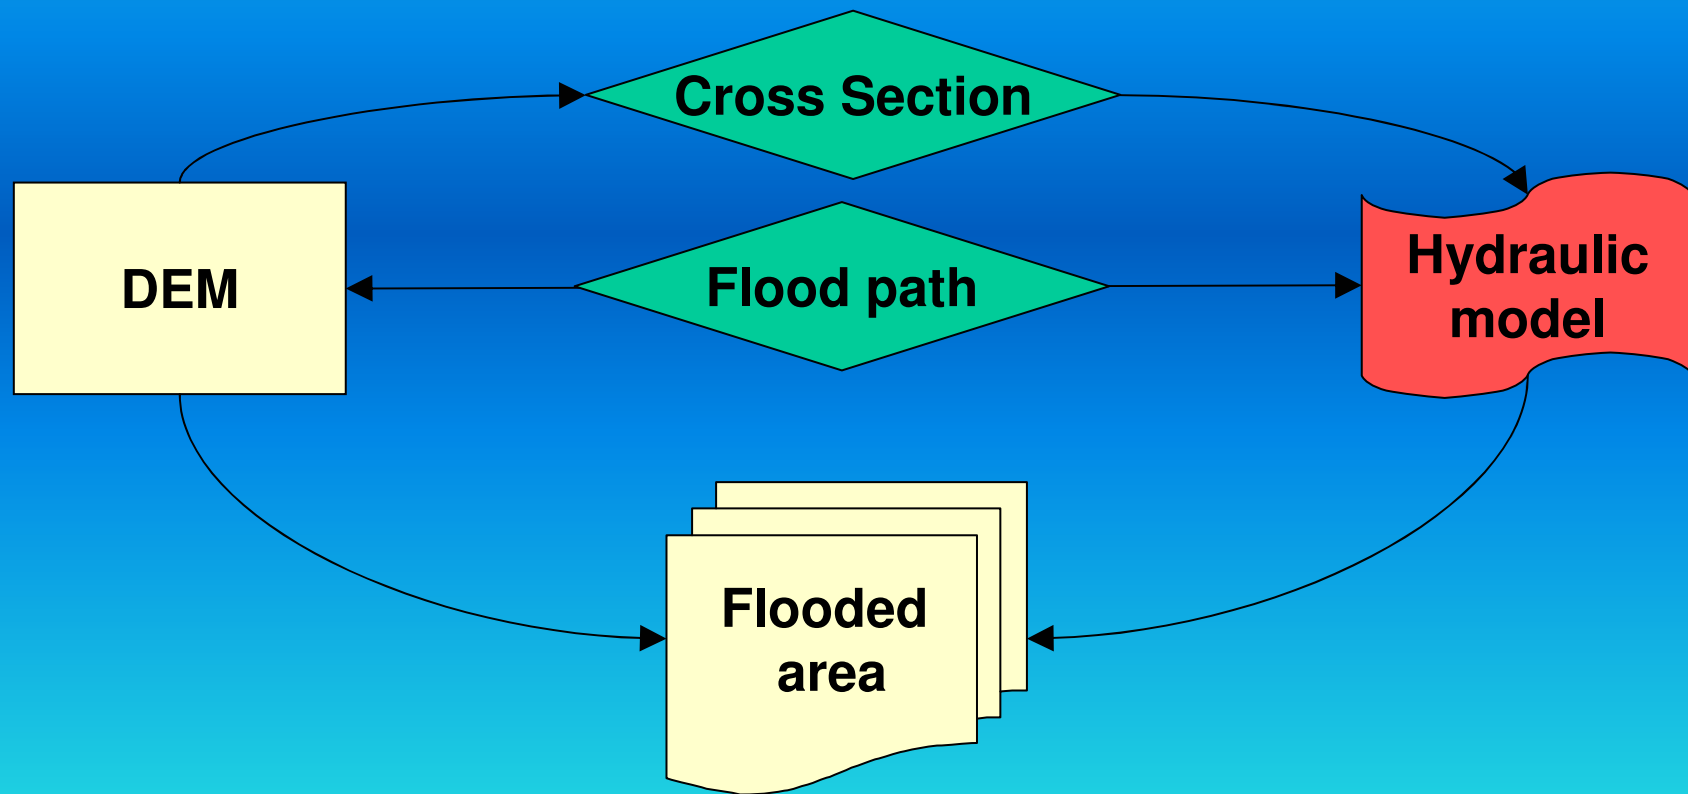 Cross Section
DEM
Flood path
Hydraulic
model
Flooded
area